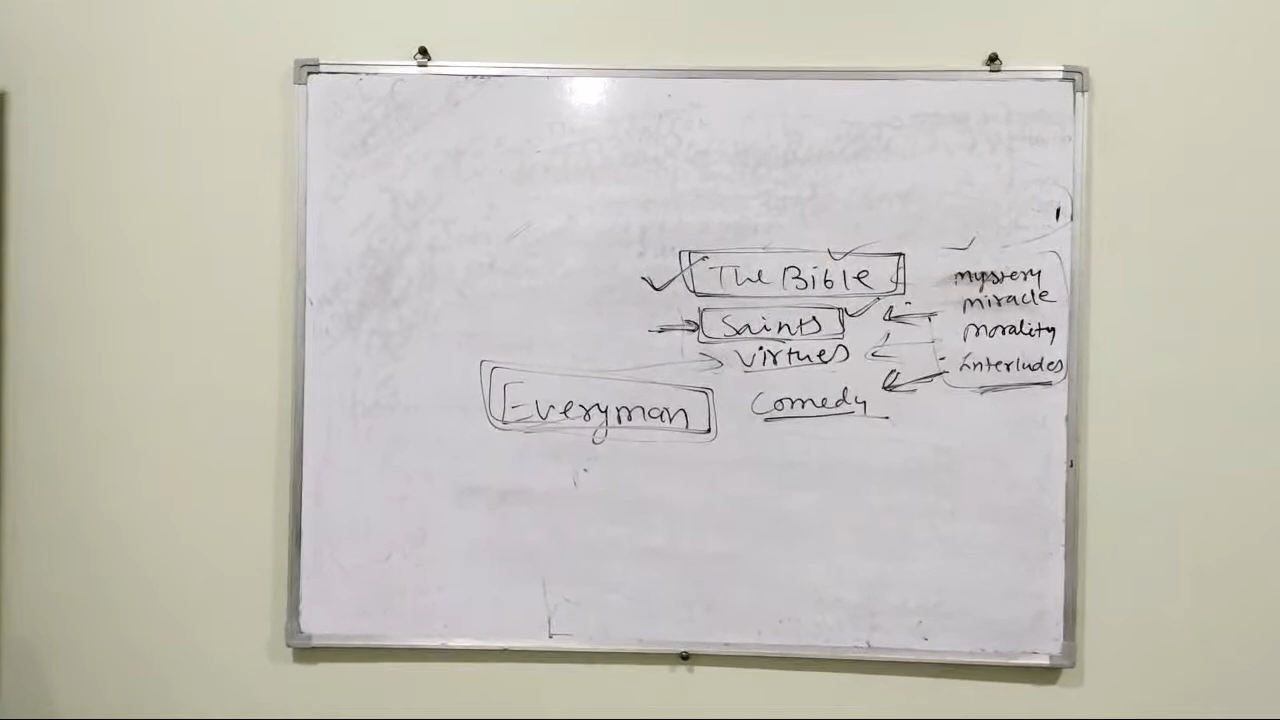 The Bible
mystery
miracle
Saints
morality
virtues
interludes
Everyman
comedy